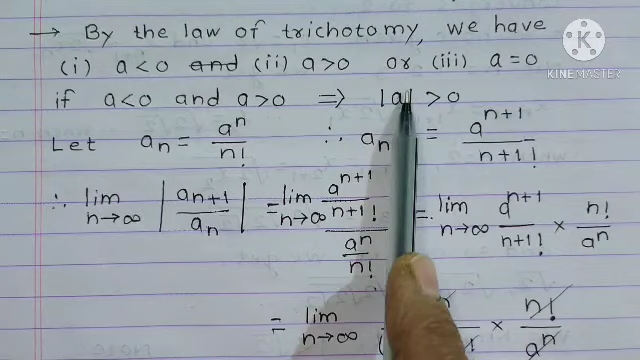 → By the law of trichotomy, we have
(i) a<0 and (ii) a>0 or (iii) a=0
if a<0 and a>0 ⇒ |a| >0
Let aₙ = aⁿ/n! ∴ aₙ = aⁿ⁺¹/n+1!
∴ lim n→∞ |aₙ₊₁/aₙ| = lim n→∞ (aⁿ⁺¹/n+1!)/(aⁿ/n!) = lim n→∞ aⁿ⁺¹/n+1! × n!/aⁿ
= lim n→∞ × n!/aⁿ
KINEMASTER